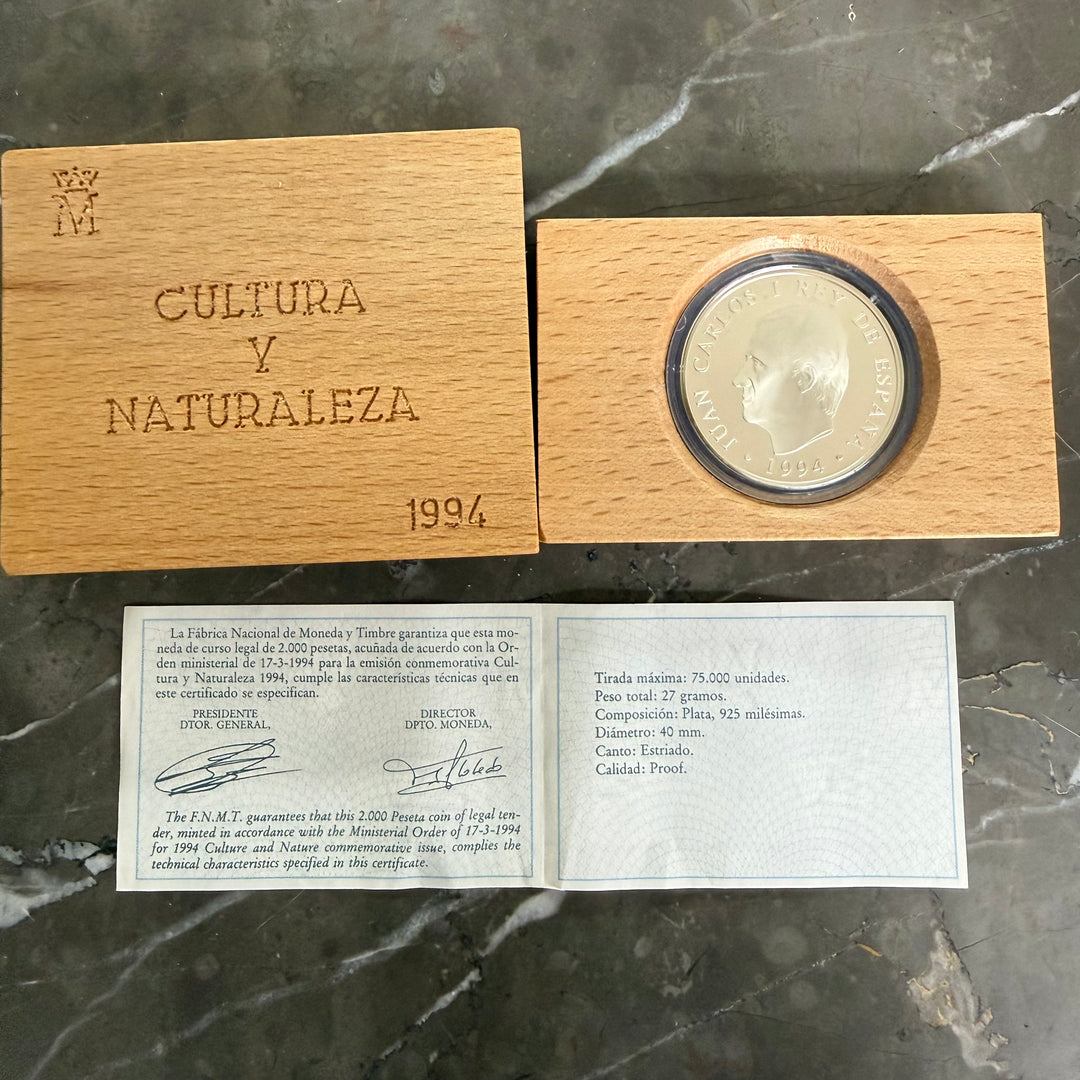 M
CULTURA
Y
NATURALEZA
1994
JUAN CARLOS I REY DE ESPAÑA
· 1994 ·
La Fábrica Nacional de Moneda y Timbre garantiza que esta mo-
neda de curso legal de 2.000 pesetas, acuñada de acuerdo con la Or-
den ministerial de 17-3-1994 para la emisión conmemorativa Cul-
tura y Naturaleza 1994, cumple las características técnicas que en
este certificado se especifican.
PRESIDENTE
DTOR. GENERAL,
DIRECTOR
DPTO. MONEDA,
The F.N.M.T. guarantees that this 2.000 Peseta coin of legal ten-
der, minted in accordance with the Ministerial Order of 17-3-1994
for 1994 Culture and Nature commemorative issue, complies the
technical characteristics specified in this certificate.
Tirada máxima: 75.000 unidades.
Peso total: 27 gramos.
Composición: Plata, 925 milésimas.
Diámetro: 40 mm.
Canto: Estriado.
Calidad: Proof.